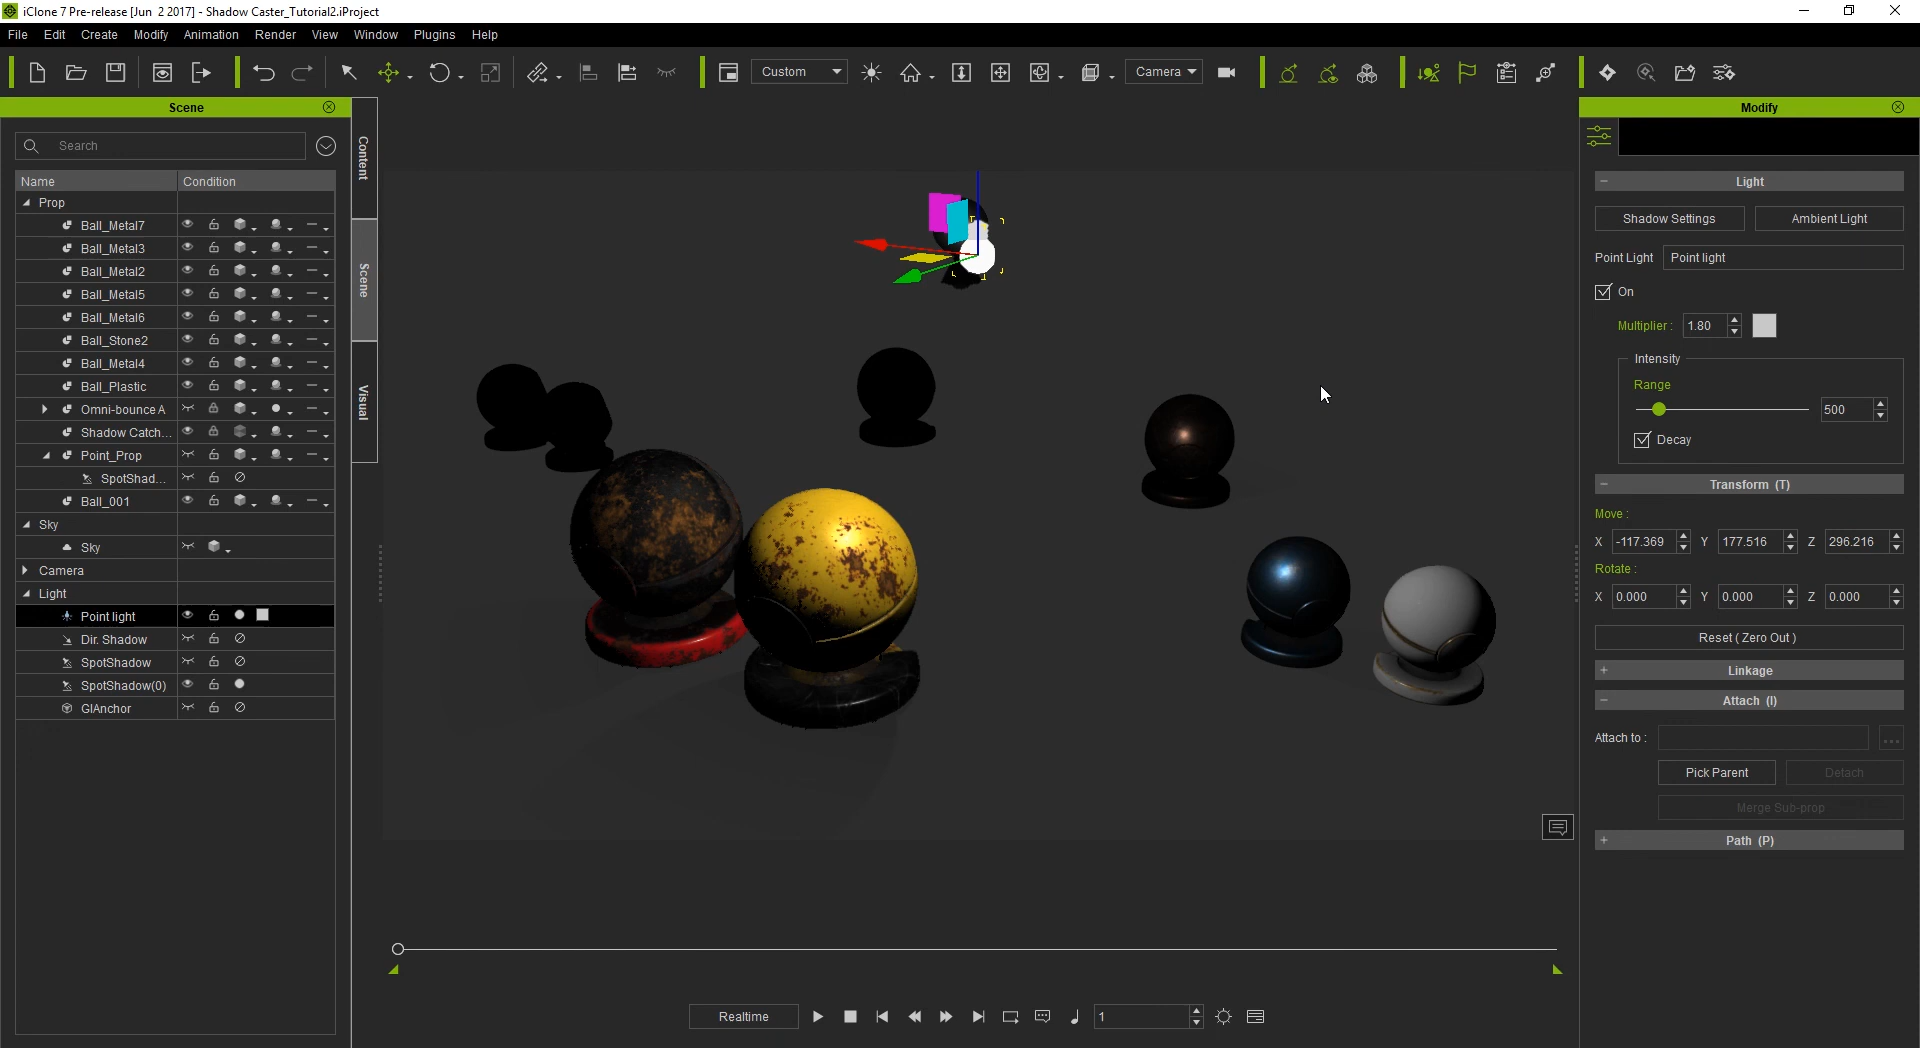 iClone 7 Pre-release [Jun 2 2017] - Shadow Caster_Tutorial2.iProject
File Edit Create Modify Animation Render View Window Plugins Help
Custom Camera
Scene
Search
Name Condition
Prop
Ball_Metal7
Ball_Metal3
Ball_Metal2
Ball_Metal5
Ball_Metal6
Ball_Stone2
Ball_Metal4
Ball_Plastic
Omni-bounce A
Shadow Catch...
Point_Prop
SpotShad...
Ball_001
Sky
Sky
Camera
Light
Point light
Dir. Shadow
SpotShadow
SpotShadow(0)
GIAnchor
Content
Scene
Visual
Realtime
1
Modify
Light
Shadow Settings Ambient Light
Point Light Point light
On
Multiplier : 1.80
Intensity
Range
500
Decay
Transform (T)
Move :
X -117.369 Y 177.516 Z 296.216
Rotate :
X 0.000 Y 0.000 Z 0.000
Reset ( Zero Out )
Linkage
Attach (I)
Attach to : ...
Pick Parent Detach
Merge Sub-prop
Path (P)